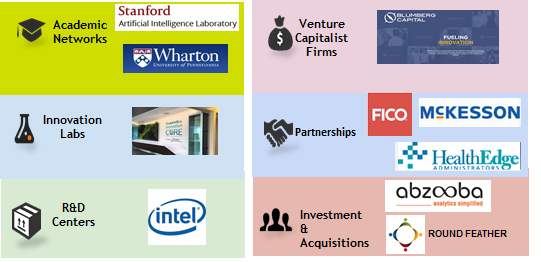 Academic
Networks
Stanford
Artificial Intelligence Laboratory
Wharton
UNIVERSITY of PENNSYLVANIA
Innovation
Labs
CORE
R&D
Centers
intel
Venture
Capitalist
Firms
BLUMBERG
CAPITAL
FUELING
INNOVATION
Partnerships
FICO
MCKESSON
HealthEdge
ADMINISTRATORS
Investment
&
Acquisitions
abzooba
analytics simplified
ROUND FEATHER